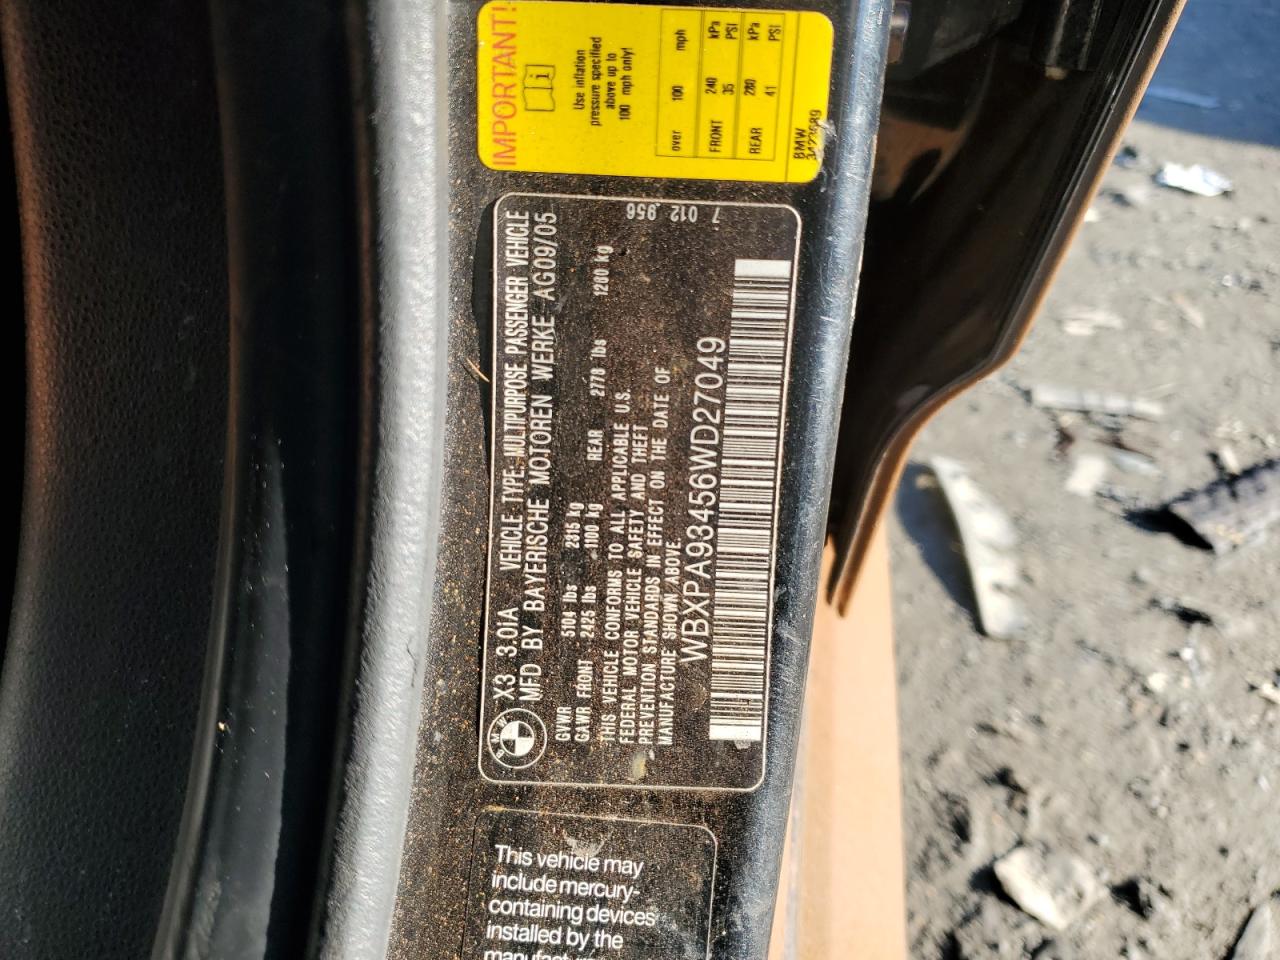 IMPORTANT!
i
Use inflation
pressure specified
above up to
100 mph only!
over 100 mph
FRONT 240 kPa
35 PSI
REAR 280 kPa
41 PSI
BMW
3423689
BMW
X3 3.0IA VEHICLE TYPE: MULTIPURPOSE PASSENGER VEHICLE
MFD BY BAYERISCHE MOTOREN WERKE AG09/05
GVWR 5104 lbs 2315 kg
GAWR FRONT 2425 lbs 1100 kg REAR 2778 lbs 1260 kg
THIS VEHICLE CONFORMS TO ALL APPLICABLE U.S.
FEDERAL MOTOR VEHICLE SAFETY AND THEFT
PREVENTION STANDARDS IN EFFECT ON THE DATE OF
MANUFACTURE SHOWN ABOVE.
WBXPA93456WD27049
7 012 956
This vehicle may
include mercury-
containing devices
installed by the